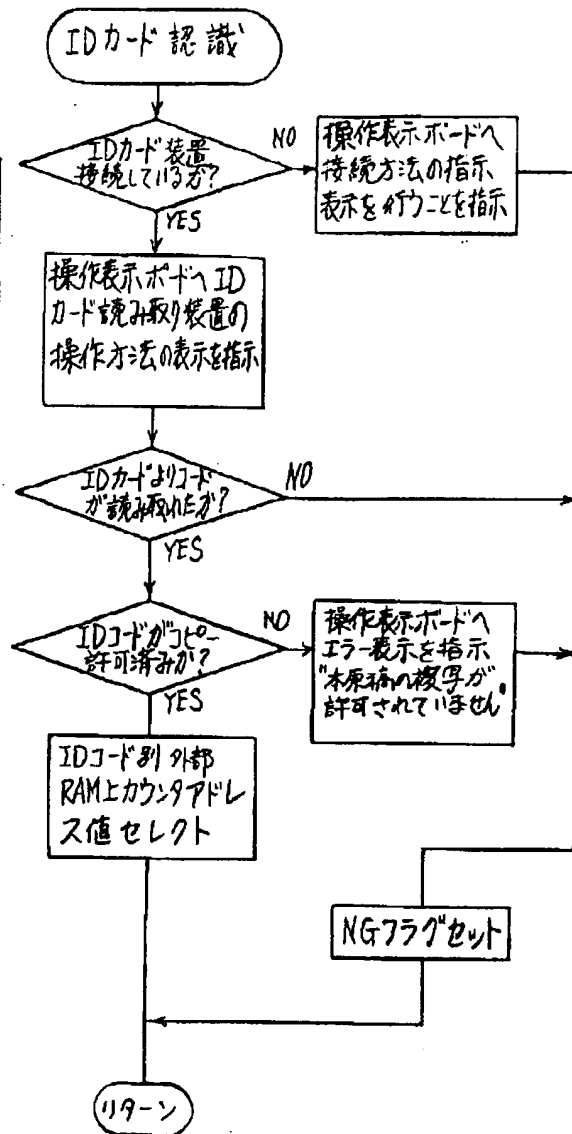 IDカード 認識
IDカード装置
接続しているか?
NO
操作表示ボードへ
接続方法の指示
表示を行うことを指示
YES
操作表示ボードへID
カード読み取り装置の
操作方法の表示を指示
IDカードよりコード
が読み取れたか?
NO
YES
IDコードがコピー
許可済みか?
NO
操作表示ボードへ
エラー表示を指示
"本原稿の複写が
許可されていません"
YES
IDコード別 外部
RAM上カウンタアドレ
ス値セレクト
NGフラグセット
リターン